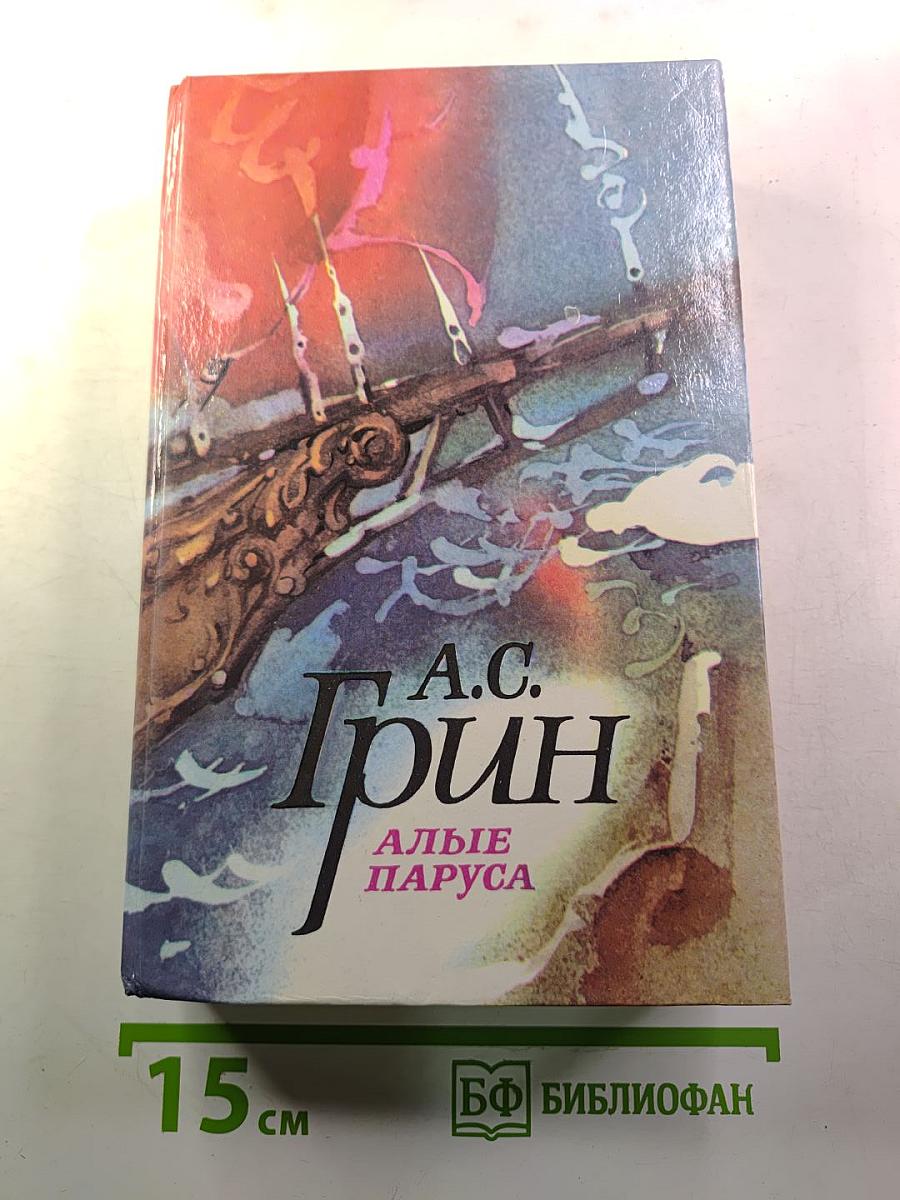 А.С.
Грин
АЛЫЕ
ПАРУСА
15 см
БФ БИБЛИОФАН